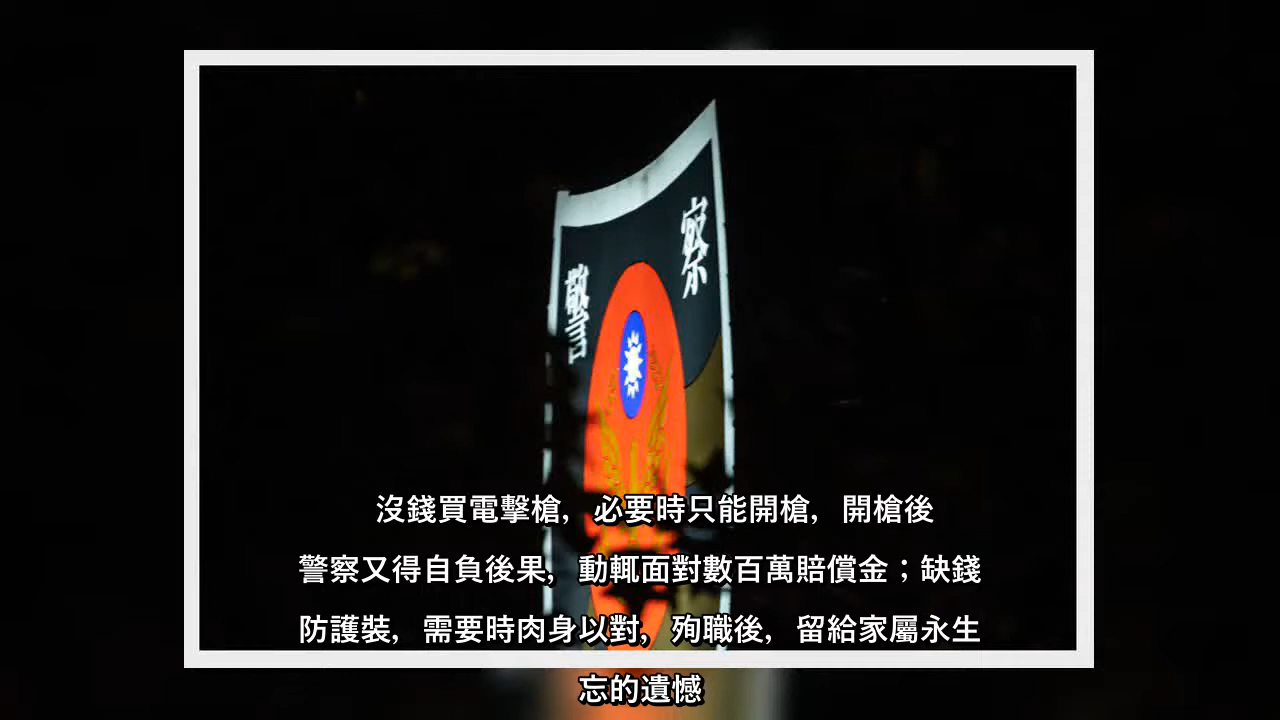 警察
沒錢買電擊槍，必要時只能開槍，開槍後
警察又得自負後果，動輒面對數百萬賠償金；缺錢
防護裝，需要時肉身以對，殉職後，留給家屬永生
忘的遺憾